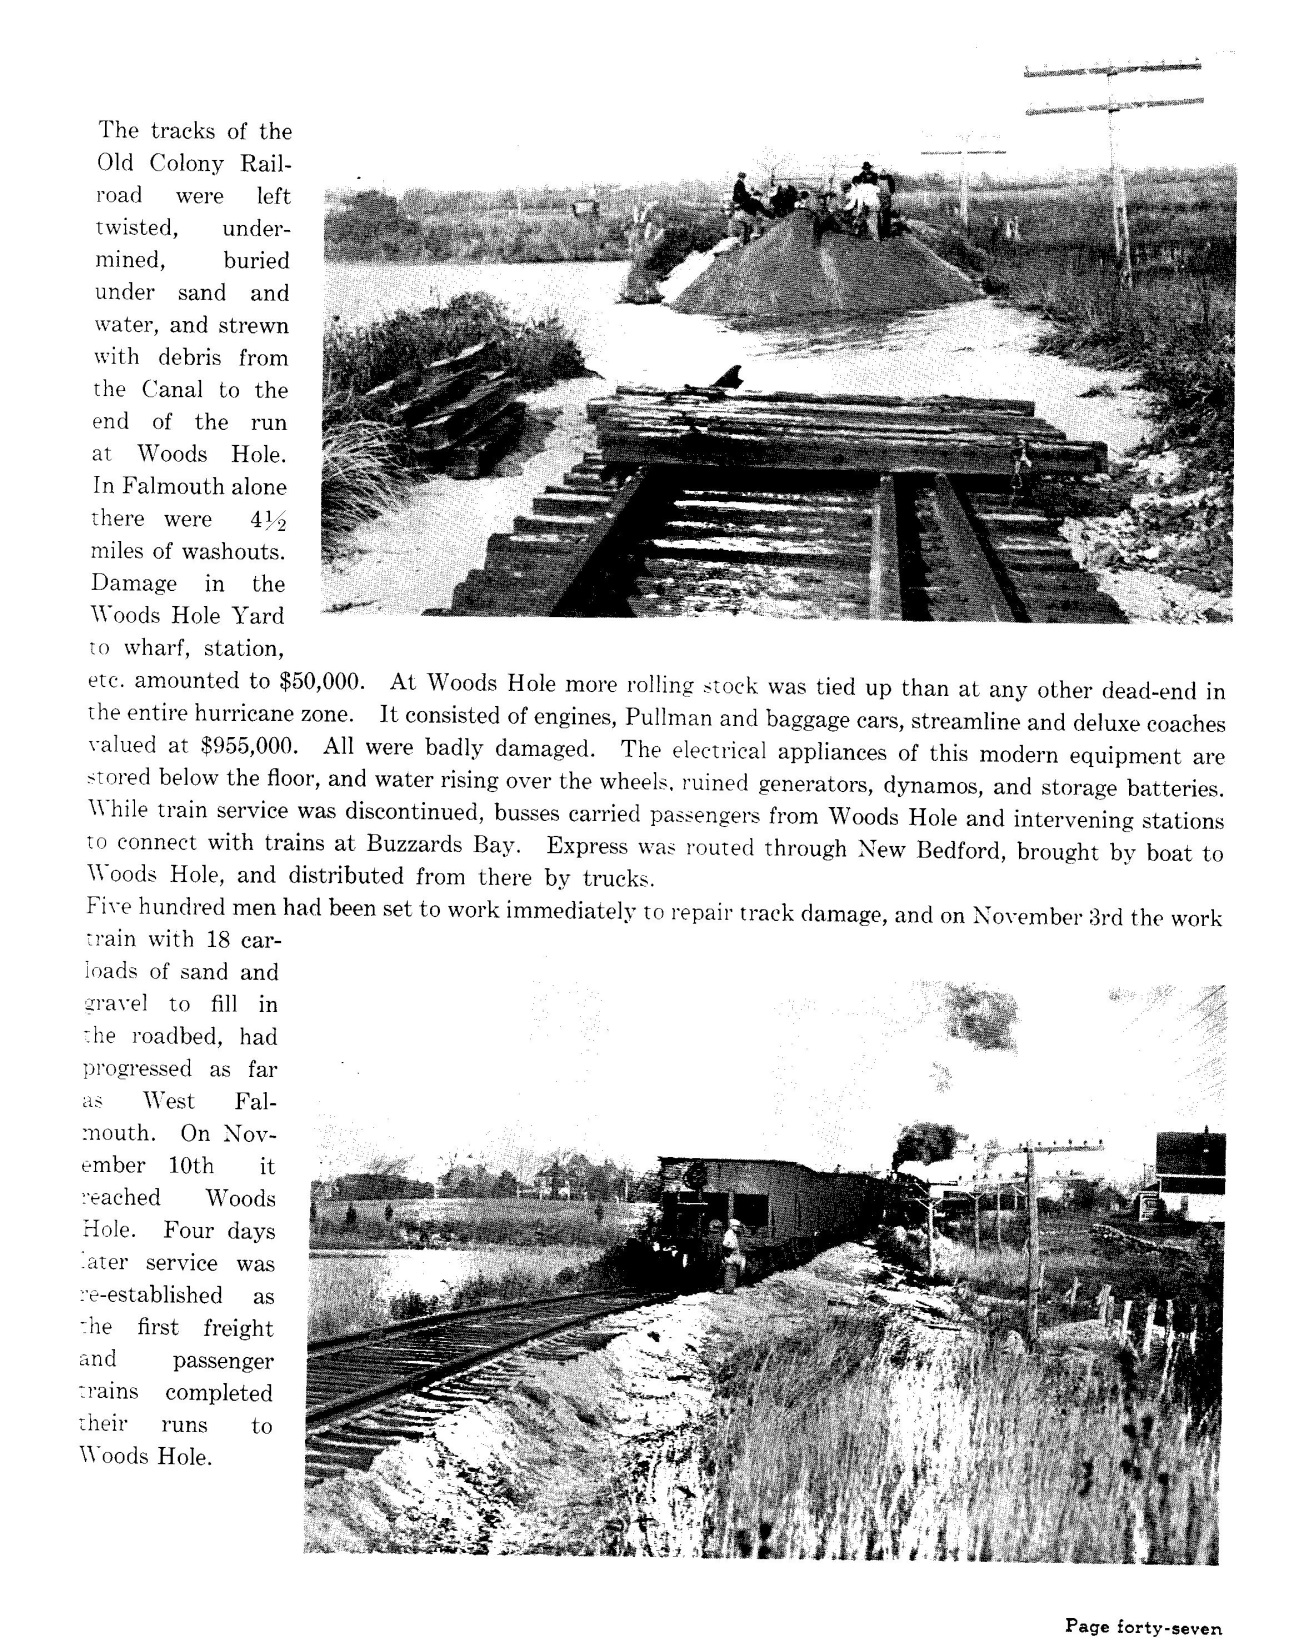 The tracks of the
Old Colony Rail-
road were left
twisted, under-
mined, buried
under sand and
water, and strewn
with debris from
the Canal to the
end of the run
at Woods Hole.
In Falmouth alone
there were 4½
miles of washouts.
Damage in the
Woods Hole Yard
to wharf, station,
etc. amounted to $50,000. At Woods Hole more rolling stock was tied up than at any other dead-end in
the entire hurricane zone. It consisted of engines, Pullman and baggage cars, streamline and deluxe coaches
valued at $955,000. All were badly damaged. The electrical appliances of this modern equipment are
stored below the floor, and water rising over the wheels, ruined generators, dynamos, and storage batteries.
While train service was discontinued, busses carried passengers from Woods Hole and intervening stations
to connect with trains at Buzzards Bay. Express was routed through New Bedford, brought by boat to
Woods Hole, and distributed from there by trucks.
Five hundred men had been set to work immediately to repair track damage, and on November 3rd the work
train with 18 car-
loads of sand and
gravel to fill in
the roadbed, had
progressed as far
as West Fal-
mouth. On Nov-
ember 10th it
reached Woods
Hole. Four days
later service was
re-established as
the first freight
and passenger
trains completed
their runs to
Woods Hole.
Page forty-seven